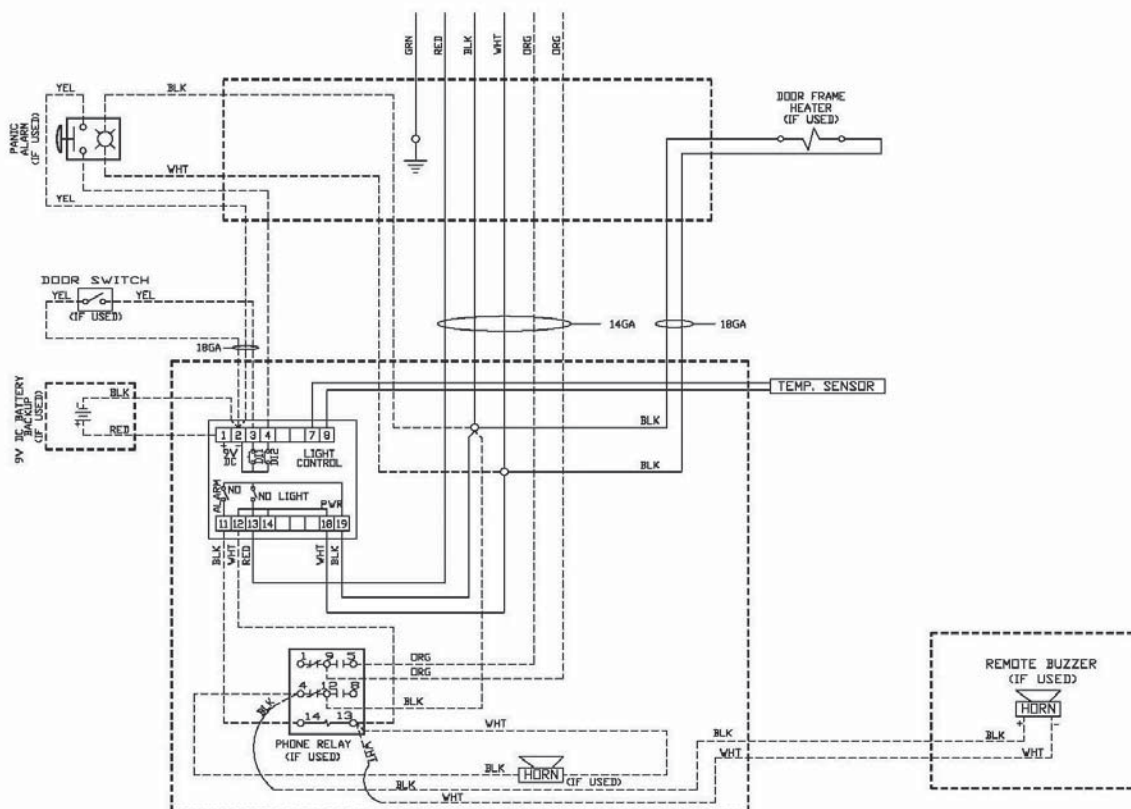 GRN
RED
BLK
WHT
ORG
ORG
YEL
BLK
PANIC
ALARM
(IF USED)
WHT
YEL
DOOR FRAME
HEATER
(IF USED)
DOOR SWITCH
YEL
YEL
(IF USED)
14GA
18GA
18GA
9V DC BATTERY
BACKUP
(IF USED)
BLK
RED
TEMP. SENSOR
BLK
BLK
1 2 3 4 7 8
+
-
9V
DC
DI1
DI2
LIGHT
CONTROL
ALARM
NO
NO LIGHT
PWR
11 12 13 14 18 19
BLK
WHT
RED
WHT
BLK
1 9 5
ORG
ORG
4 12 8
BLK
BLK
14 13
WHT
PHONE RELAY
(IF USED)
WHT
BLK
HORN
(IF USED)
BLK
WHT
BLK
WHT
REMOTE BUZZER
(IF USED)
HORN
+
-
BLK
WHT